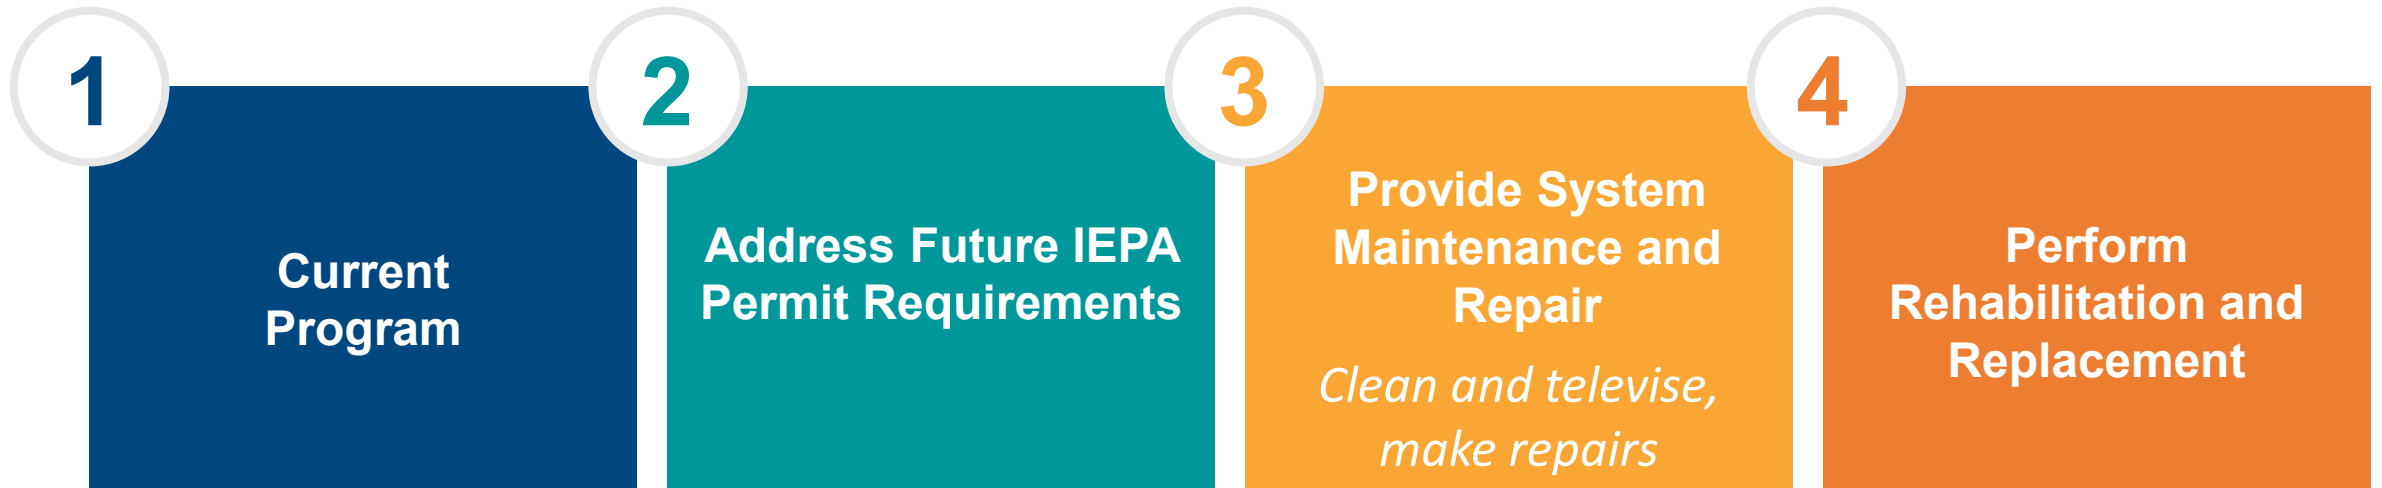 1
Current
Program
2
Address Future IEPA
Permit Requirements
3
Provide System
Maintenance and
Repair
Clean and televise,
make repairs
4
Perform
Rehabilitation and
Replacement